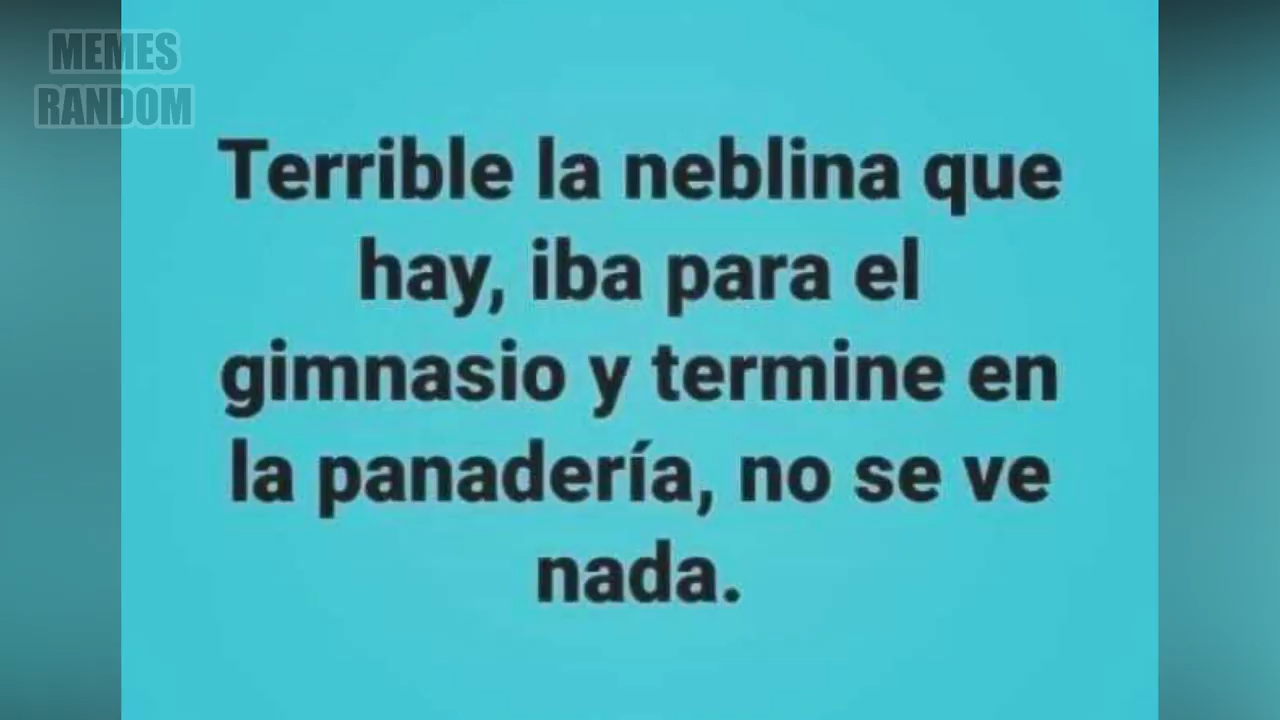 MEMES
RANDOM
Terrible la neblina que
hay, iba para el
gimnasio y termine en
la panadería, no se ve
nada.